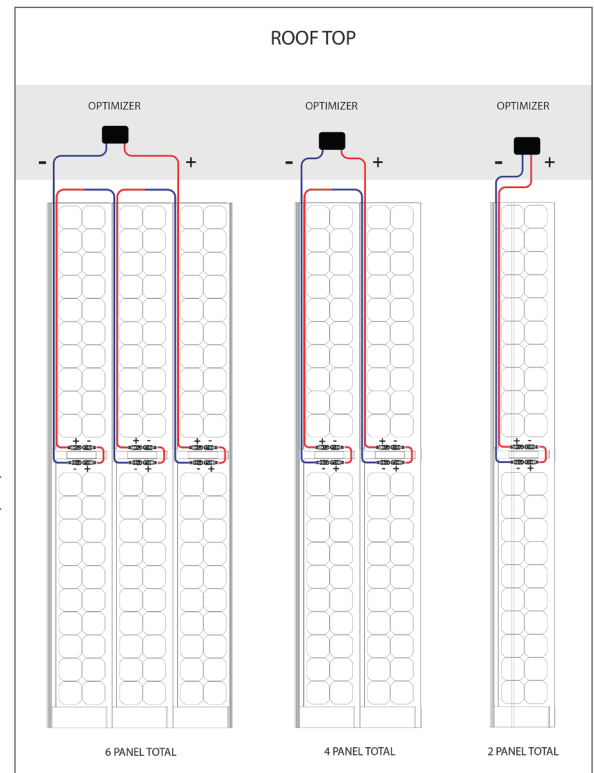 ROOF TOP
OPTIMIZER OPTIMIZER OPTIMIZER
- + - + - +
+ - + - + - + - + - + -
- + - + - + - + - + - +
6 PANEL TOTAL 4 PANEL TOTAL 2 PANEL TOTAL